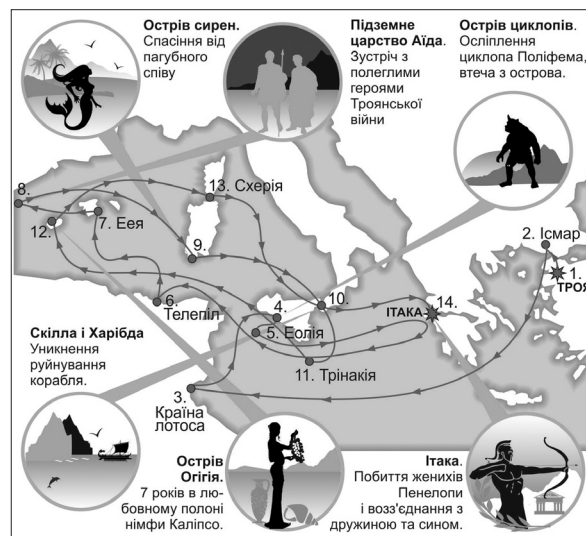 Острів сирен.
Спасіння від
пагубного
співу
Підземне
царство Аїда.
Зустріч з
полеглими
героями
Троянської
війни
Острів циклопів.
Осліплення
циклопа Поліфема,
втеча з острова.
8.
13. Схерія
7. Еея
12.
2. Ісмар
1.
ТРОЯ
9.
10.
4.
14.
ІТАКА
6.
Телепіл
5. Еолія
11. Трінакія
3.
Країна
лотоса
Скілла і Харібда
Уникнення
руйнування
корабля.
Острів
Огігія.
7 років в лю-
бовному полоні
німфи Каліпсо.
Ітака.
Побиття женихів
Пенелопи
і возз'єднання з
дружиною та сином.